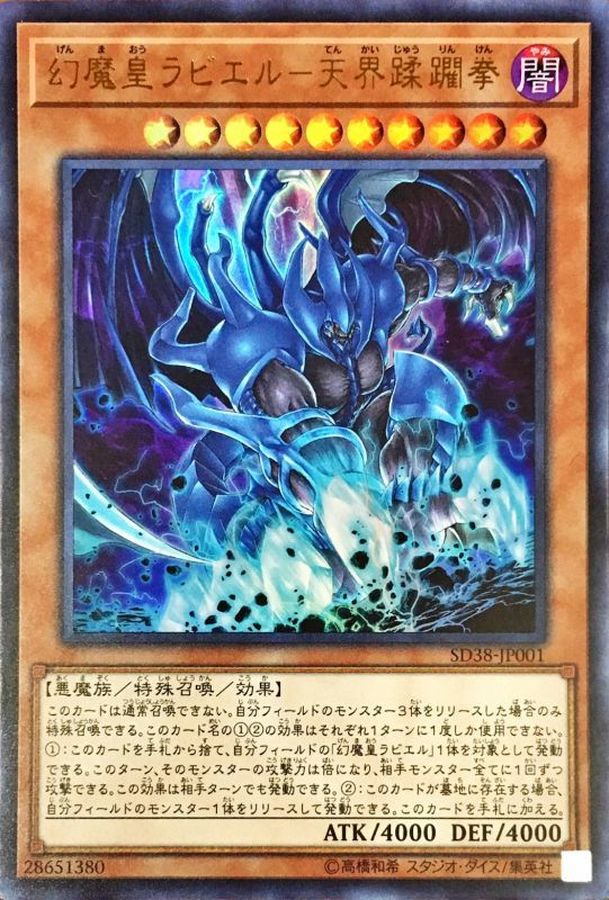 幻魔皇ラビエル－天界蹂躙拳
闇
SD38-JP001
【悪魔族／特殊召喚／効果】
このカードは通常召喚できない。自分フィールドのモンスター3体をリリースした場合のみ
特殊召喚できる。このカード名の①②の効果はそれぞれ1ターンに1度しか使用できない。
①：このカードを手札から捨て、自分フィールドの「幻魔皇ラビエル」1体を対象として発動
できる。このターン、そのモンスターの攻撃力は倍になり、相手モンスター全てに1回ずつ
攻撃できる。この効果は相手ターンでも発動できる。②：このカードが墓地に存在する場合、
自分フィールドのモンスター1体をリリースして発動できる。このカードを手札に加える。
ATK/4000 DEF/4000
28651380 ©高橋和希 スタジオ・ダイス/集英社